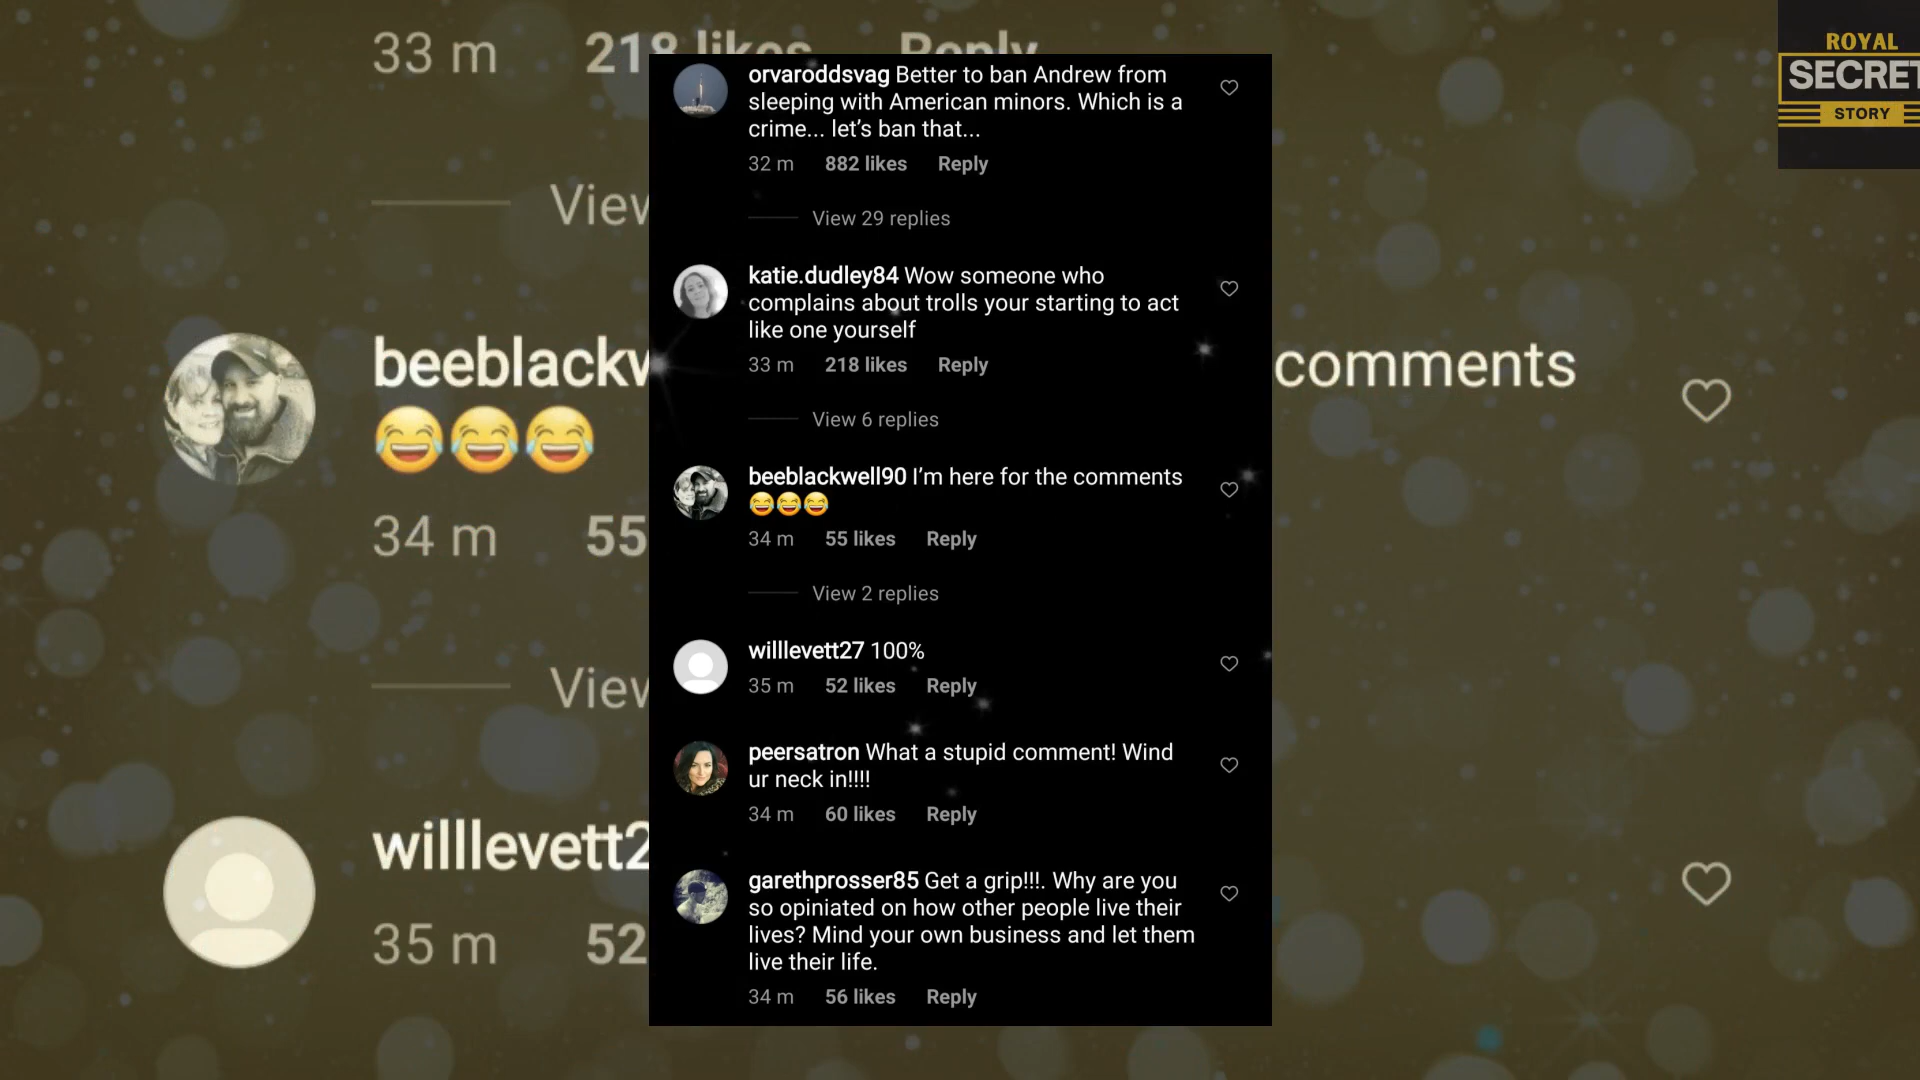 33 m 218 likes Reply
ROYAL
SECRET
STORY
orvaroddsvag Better to ban Andrew from
sleeping with American minors. Which is a
crime... let’s ban that...
32 m 882 likes Reply
View 29 replies
katie.dudley84 Wow someone who
complains about trolls your starting to act
like one yourself
33 m 218 likes Reply
View 6 replies
beeblackwell90 I’m here for the comments
😂😂😂
34 m 55 likes Reply
View 2 replies
willlevett27 100%
35 m 52 likes Reply
peersatron What a stupid comment! Wind
ur neck in!!!!
34 m 60 likes Reply
garethprosser85 Get a grip!!!. Why are you
so opiniated on how other people live their
lives? Mind your own business and let them
live their life.
34 m 56 likes Reply
View
beeblackw comments
😂😂😂
34 m 55
View
willlevett2
35 m 52